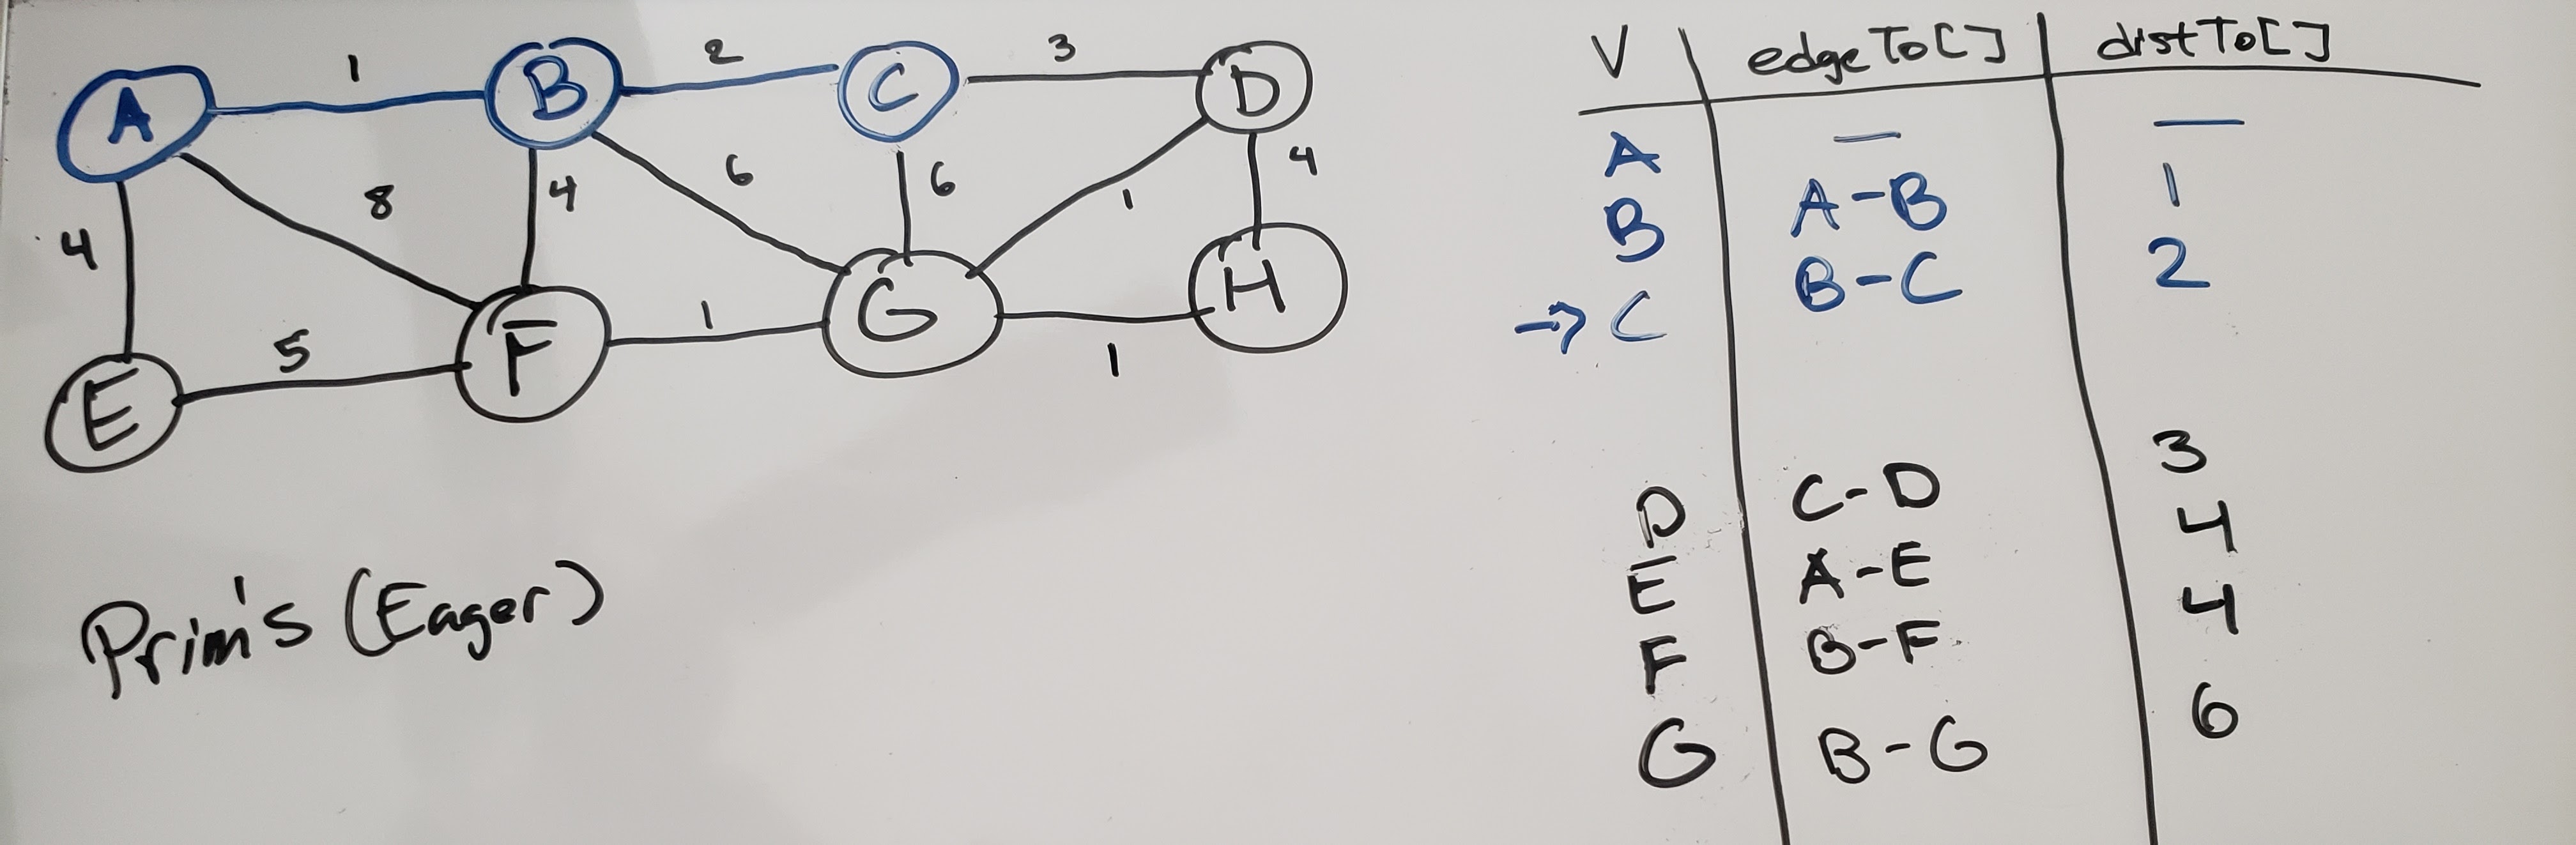 1 2 3
A B C D
8 4 6 6 1 4
4
E 5 F 1 G 1 H
Prim's (Eager)
V edgeTo[] distTo[]
A — —
B A-B 1
→ C B-C 2
D C-D 3
E A-E 4
F B-F 4
G B-G 6